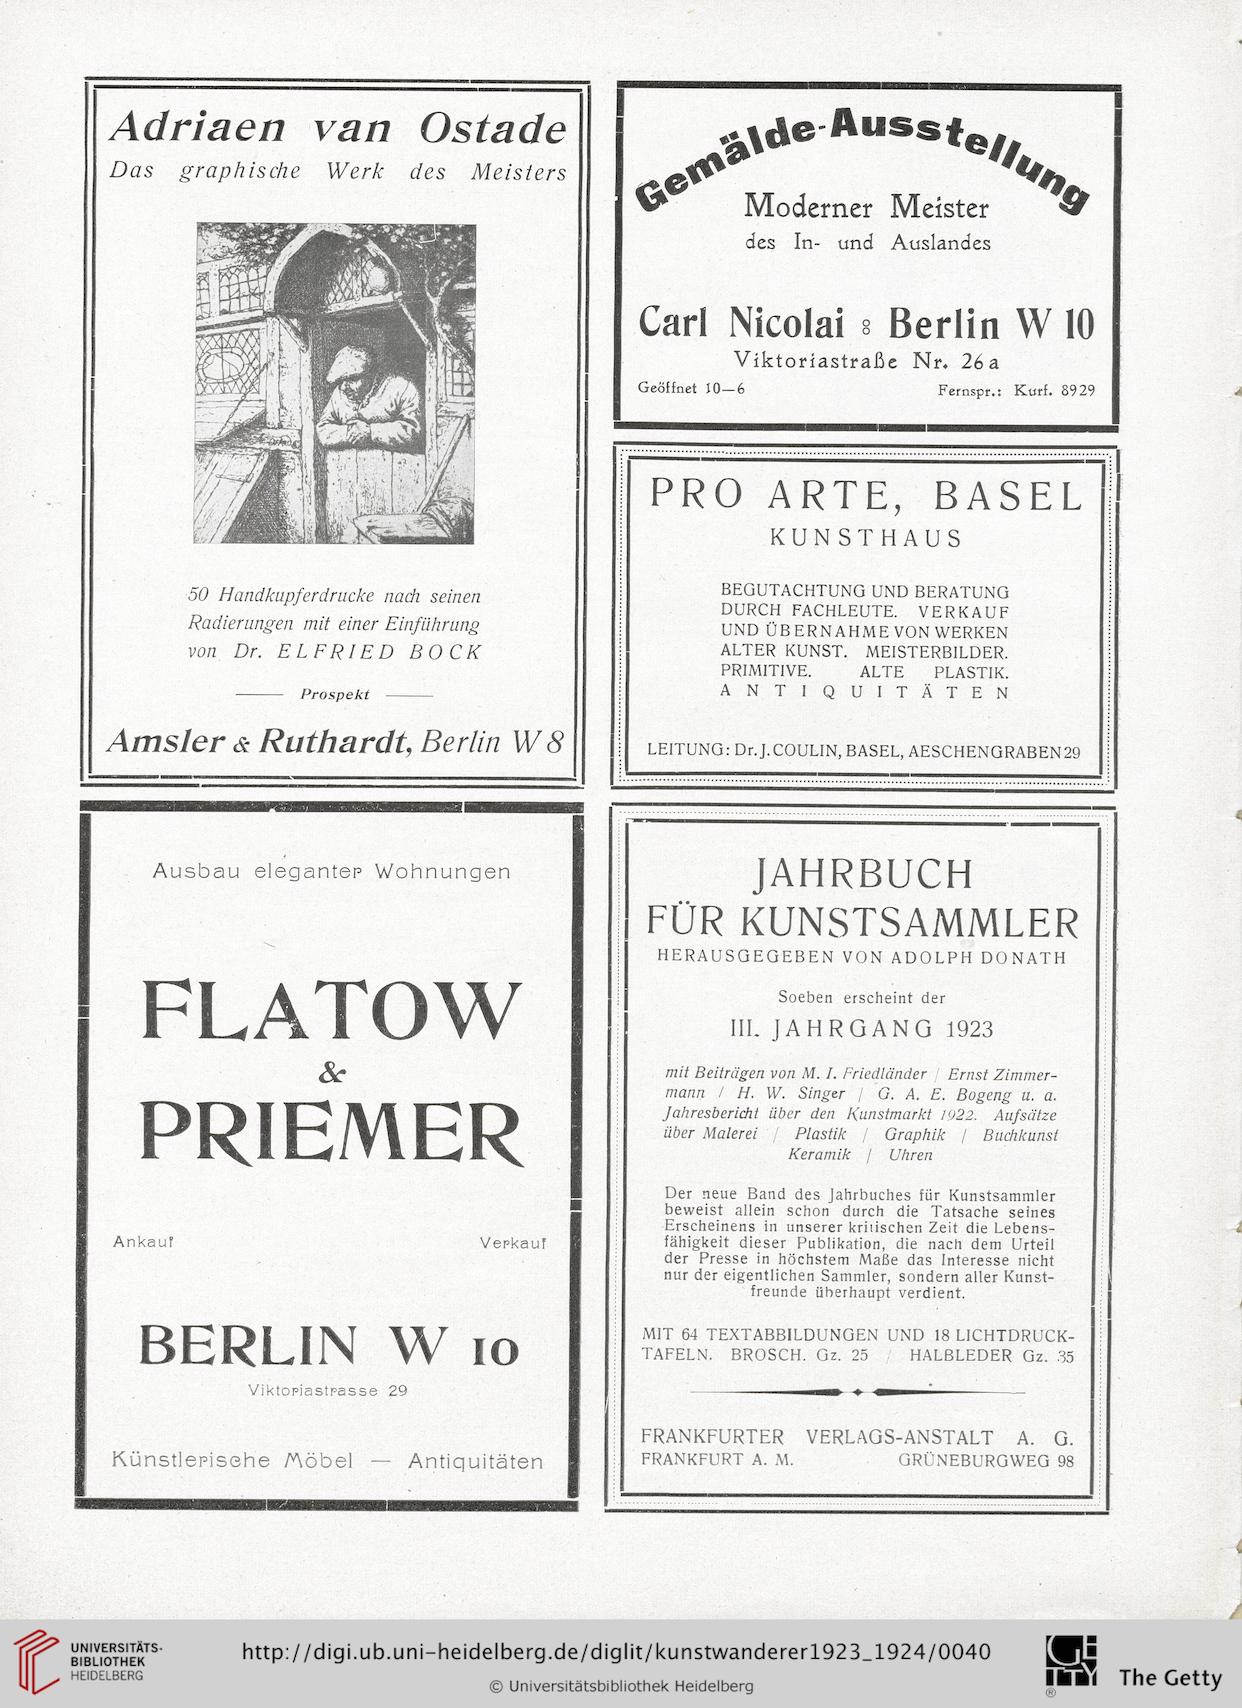 Adriaen van Ostade
Das graphische Werk des Meisters
50 Handkupferdrucke nach seinen
Radierungen mit einer Einführung
von Dr. ELFRIED BOCK
Prospekt
Amsler & Ruthardt, Berlin W 8
Gemälde-Ausstellung
Moderner Meister
des In- und Auslandes
Carl Nicolai : Berlin W 10
Viktoriastraße Nr. 26a
Geöffnet 10—6 Fernspr.: Kurf. 8929
PRO ARTE, BASEL
KUNSTHAUS
BEGUTACHTUNG UND BERATUNG
DURCH FACHLEUTE. VERKAUF
UND ÜBERNAHME VON WERKEN
ALTER KUNST. MEISTERBILDER.
PRIMITIVE. ALTE PLASTIK.
ANTIQUITÄTEN
LEITUNG: Dr. J. COULIN, BASEL, AESCHENGRABEN 29
Ausbau eleganter Wohnungen
FLATOW
&
PRIEMER
Ankauf Verkauf
BERLIN W 10
Viktoriastrasse 29
Künstlerische Möbel — Antiquitäten
JAHRBUCH
FÜR KUNSTSAMMLER
HERAUSGEGEBEN VON ADOLPH DONATH
Soeben erscheint der
III. JAHRGANG 1923
mit Beiträgen von M. I. Friedländer / Ernst Zimmer-
mann / H. W. Singer / G. A. E. Bogeng u. a.
Jahresbericht über den Kunstmarkt 1922. Aufsätze
über Malerei / Plastik / Graphik / Buchkunst
Keramik / Uhren
Der neue Band des Jahrbuches für Kunstsammler
beweist allein schon durch die Tatsache seines
Erscheinens in unserer kritischen Zeit die Lebens-
fähigkeit dieser Publikation, die nach dem Urteil
der Presse in höchstem Maße das Interesse nicht
nur der eigentlichen Sammler, sondern aller Kunst-
freunde überhaupt verdient.
MIT 64 TEXTABBILDUNGEN UND 18 LICHTDRUCK-
TAFELN. BROSCH. Gz. 25 / HALBLEDER Gz. 35
FRANKFURTER VERLAGS-ANSTALT A. G.
FRANKFURT A. M. GRÜNEBURGWEG 98
UNIVERSITÄTS-
BIBLIOTHEK
HEIDELBERG
http://digi.ub.uni-heidelberg.de/diglit/kunstwanderer1923_1924/0040
© Universitätsbibliothek Heidelberg
GETTY
®
The Getty